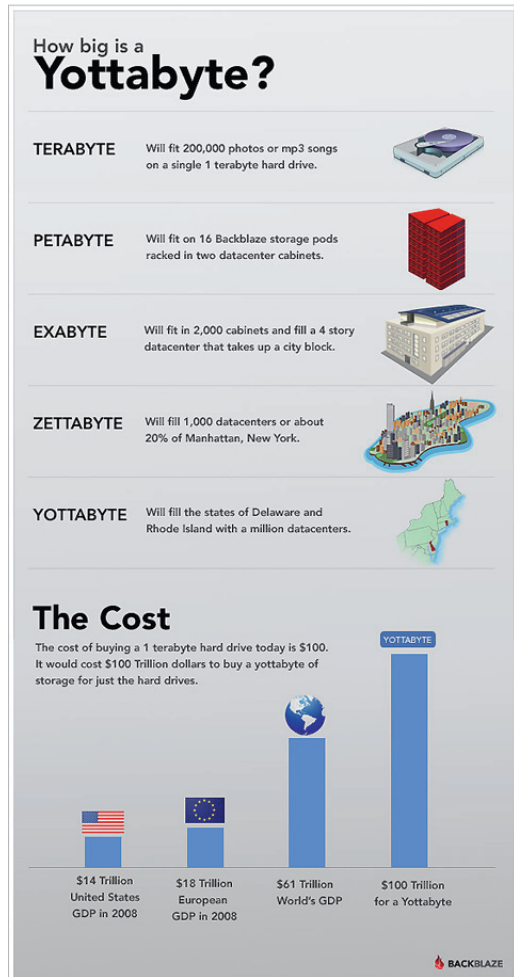 How big is a
Yottabyte?
TERABYTE
Will fit 200,000 photos or mp3 songs
on a single 1 terabyte hard drive.
PETABYTE
Will fit on 16 Backblaze storage pods
racked in two datacenter cabinets.
EXABYTE
Will fit in 2,000 cabinets and fill a 4 story
datacenter that takes up a city block.
ZETTABYTE
Will fill 1,000 datacenters or about
20% of Manhattan, New York.
YOTTABYTE
Will fill the states of Delaware and
Rhode Island with a million datacenters.
The Cost
The cost of buying a 1 terabyte hard drive today is $100.
It would cost $100 Trillion dollars to buy a yottabyte of
storage for just the hard drives.
YOTTABYTE
$14 Trillion
United States
GDP in 2008
$18 Trillion
European
GDP in 2008
$61 Trillion
World's GDP
$100 Trillion
for a Yottabyte
BACKBLAZE